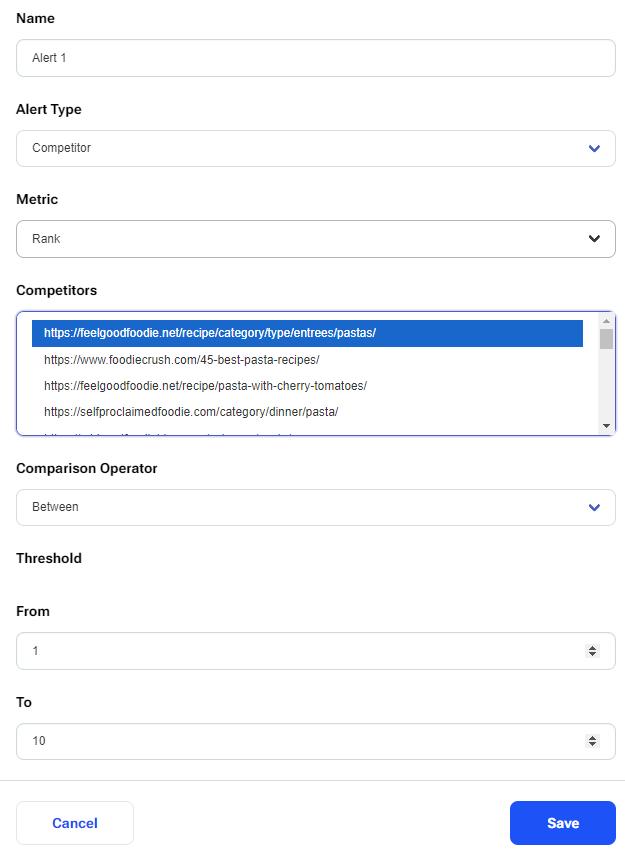 Name
Alert 1
Alert Type
Competitor
Metric
Rank
Competitors
https://feelgoodfoodie.net/recipe/category/type/entrees/pastas/
https://www.foodiecrush.com/45-best-pasta-recipes/
https://feelgoodfoodie.net/recipe/pasta-with-cherry-tomatoes/
https://selfproclaimedfoodie.com/category/dinner/pasta/
Comparison Operator
Between
Threshold
From
1
To
10
Cancel
Save